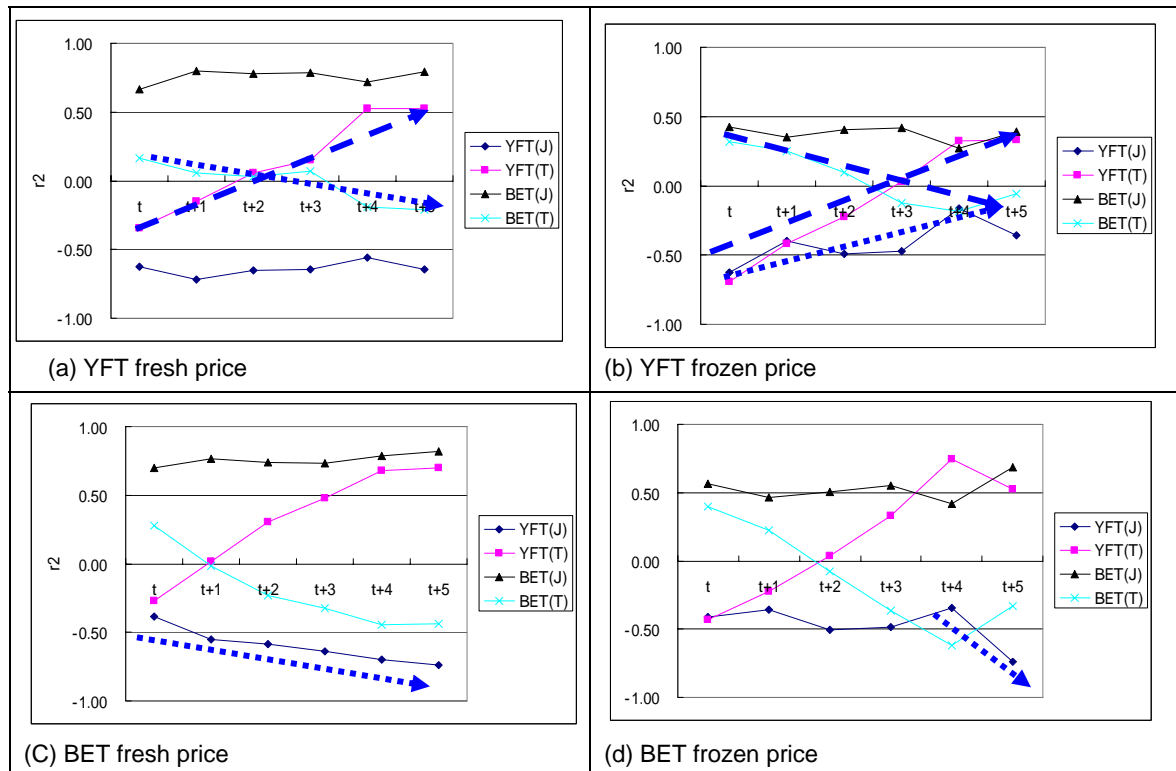 1.00
0.50
0.00
-0.50
-1.00
r2
t t+1 t+2 t+3 t+4 t+5
YFT(J)
YFT(T)
BET(J)
BET(T)
(a) YFT fresh price
1.00
0.50
0.00
-0.50
-1.00
t t+1 t+2 t+3 t+4 t+5
YFT(J)
YFT(T)
BET(J)
BET(T)
(b) YFT frozen price
1.00
0.50
0.00
-0.50
-1.00
r2
t t+1 t+2 t+3 t+4 t+5
YFT(J)
YFT(T)
BET(J)
BET(T)
(C) BET fresh price
1.00
0.50
0.00
-0.50
-1.00
t t+1 t+2 t+3 t+4 t+5
YFT(J)
YFT(T)
BET(J)
BET(T)
(d) BET frozen price